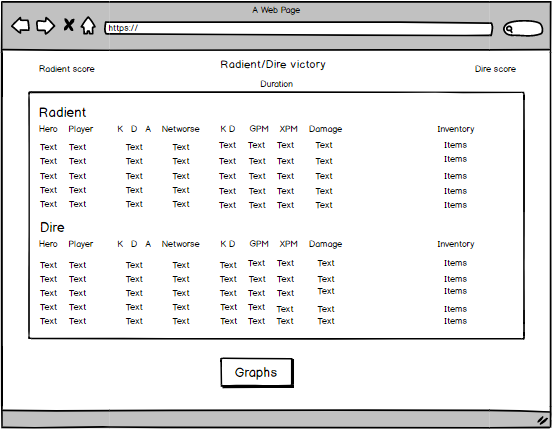 A Web Page
https://
Radient/Dire victory
Radient score Dire score
Duration
Radient
Hero Player K D A Networse K D GPM XPM Damage Inventory
Text Text Text Text Text Text Text Text Items
Text Text Text Text Text Text Text Text Items
Text Text Text Text Text Text Text Text Items
Text Text Text Text Text Text Text Text Items
Text Text Text Text Text Text Text Text Items
Dire
Hero Player K D A Networse K D GPM XPM Damage Inventory
Text Text Text Text Text Text Text Text Items
Text Text Text Text Text Text Text Text Items
Text Text Text Text Text Text Text Text Items
Text Text Text Text Text Text Text Text Items
Text Text Text Text Text Text Text Text Items
Graphs